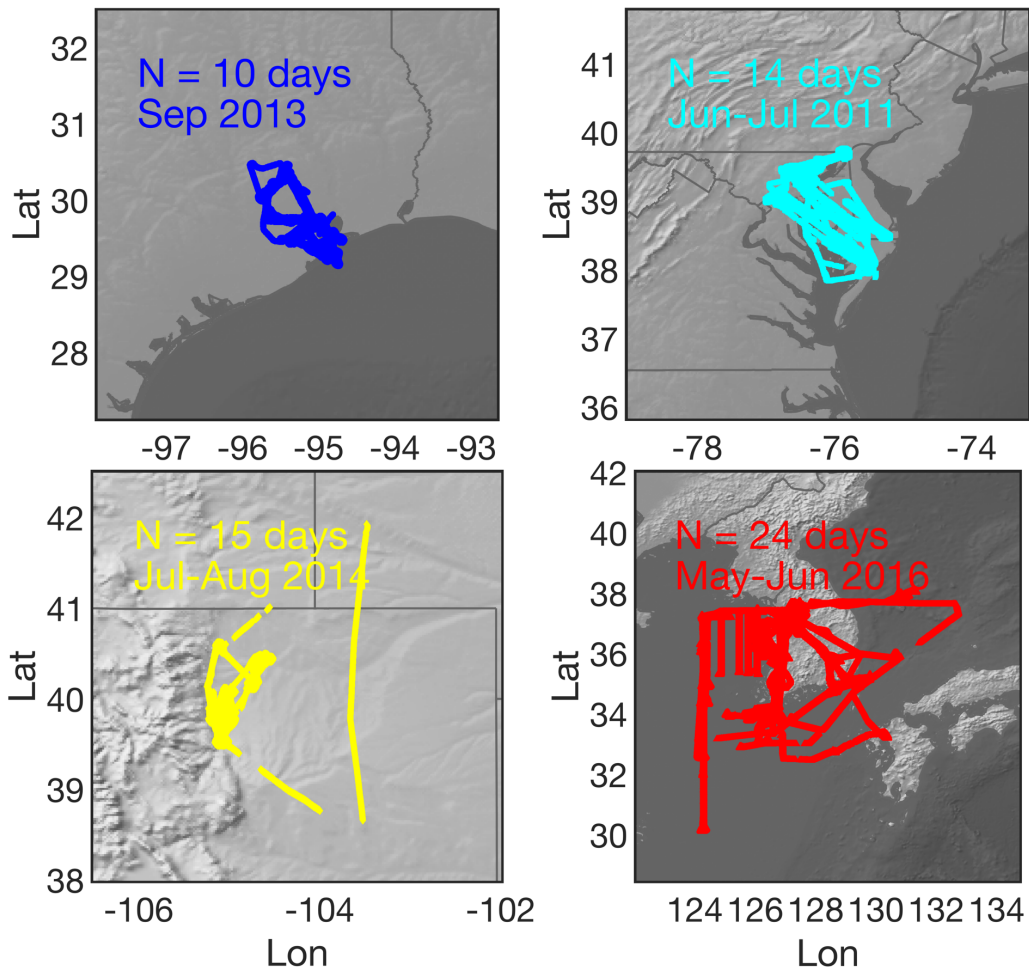 32
31
30
29
28
Lat
N = 10 days
Sep 2013
-97 -96 -95 -94 -93
41
40
39
38
37
36
Lat
N = 14 days
Jun-Jul 2011
-78 -76 -74
42
41
40
39
38
Lat
N = 15 days
Jul-Aug 2014
-106 -104 -102
Lon
42
40
38
36
34
32
30
Lat
N = 24 days
May-Jun 2016
124 126 128 130 132 134
Lon